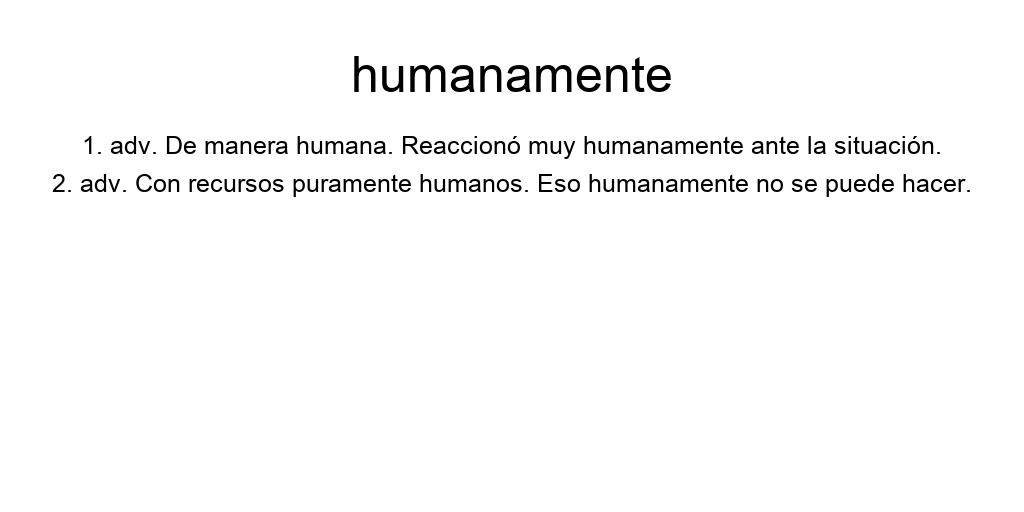 humanamente
1. adv. De manera humana. Reaccionó muy humanamente ante la situación.
2. adv. Con recursos puramente humanos. Eso humanamente no se puede hacer.